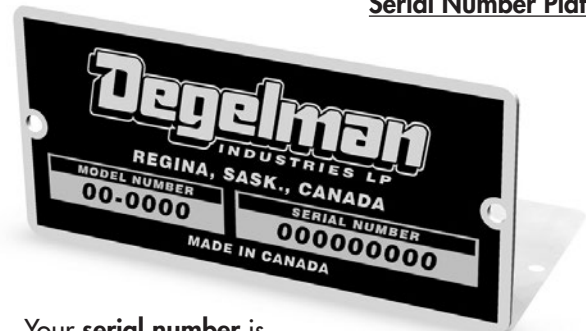 Serial Number
Degelman
INDUSTRIES LP
REGINA, SASK., CANADA
MODEL NUMBER
00-0000
SERIAL NUMBER
000000000
MADE IN CANADA
Your serial number is